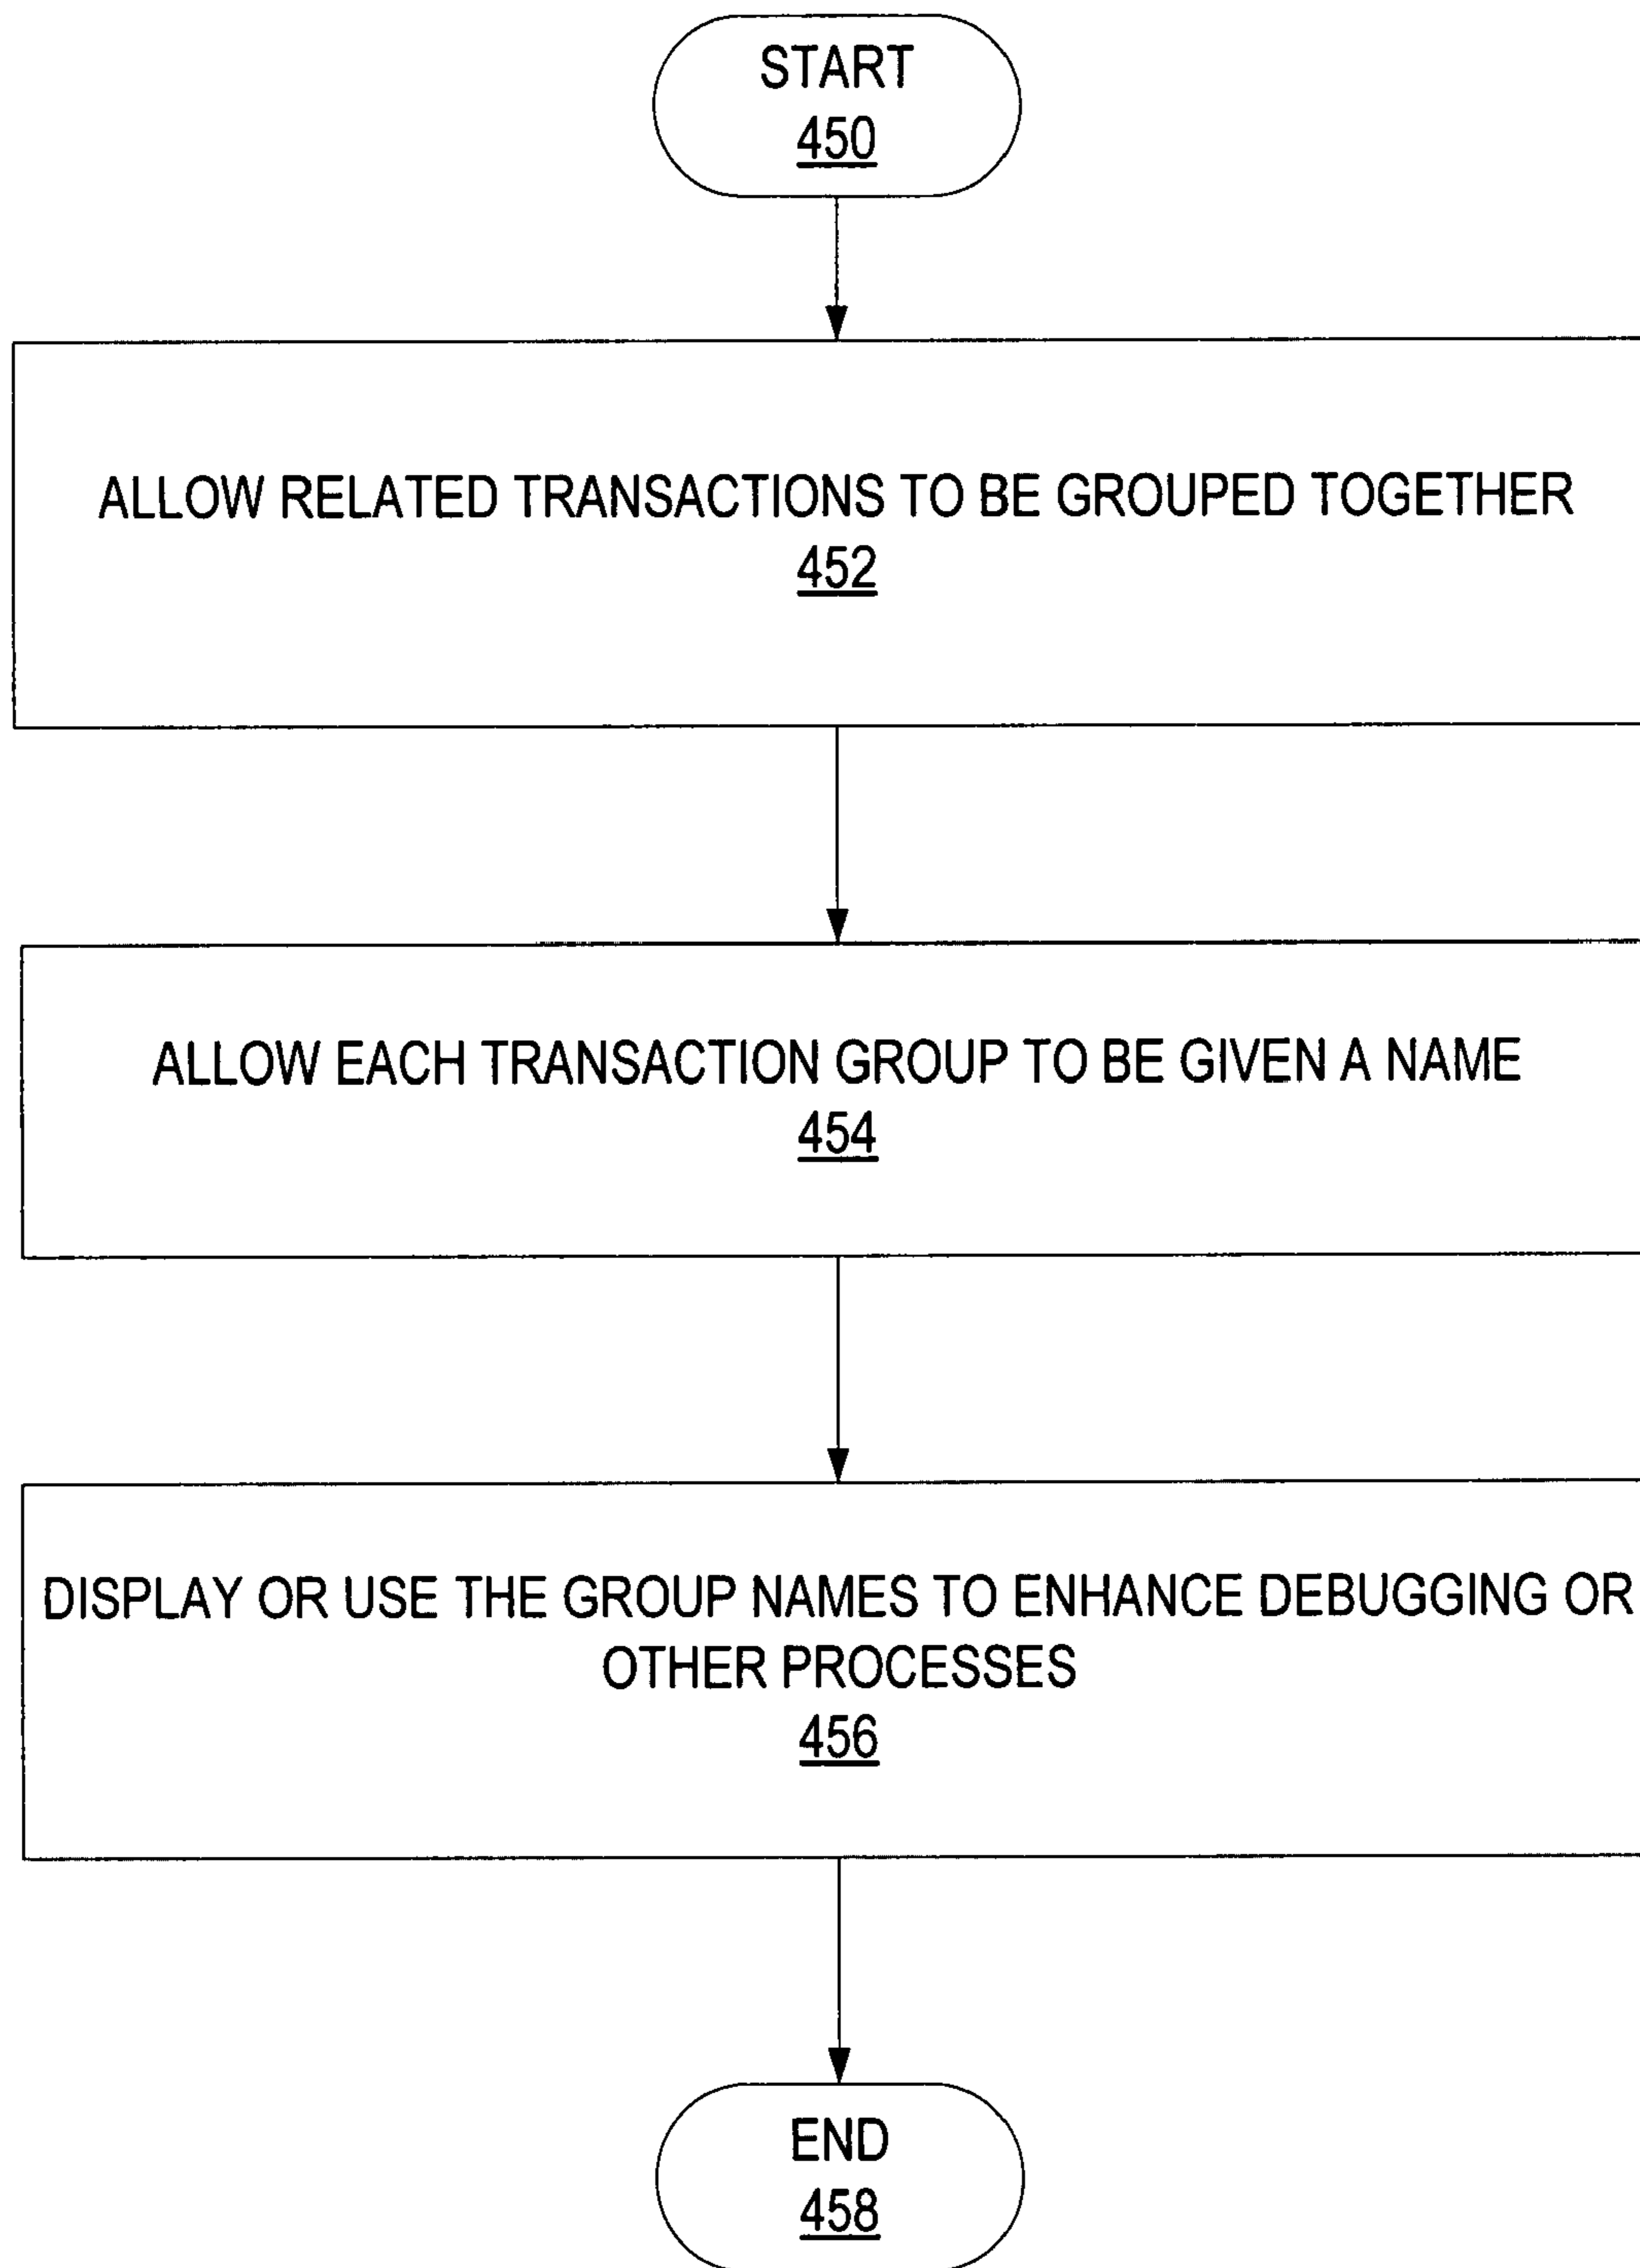 START
450
ALLOW RELATED TRANSACTIONS TO BE GROUPED TOGETHER
452
ALLOW EACH TRANSACTION GROUP TO BE GIVEN A NAME
454
DISPLAY OR USE THE GROUP NAMES TO ENHANCE DEBUGGING OR
OTHER PROCESSES
456
END
458